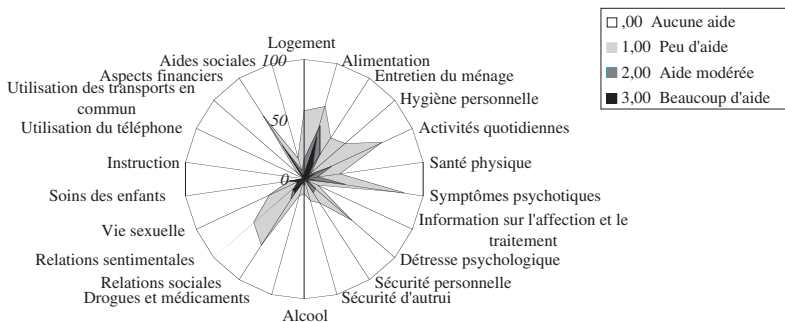 ,00 Aucune aide
1,00 Peu d'aide
2,00 Aide modérée
3,00 Beaucoup d'aide
Logement
100
50
0
Alimentation
Entretien du ménage
Hygiène personnelle
Activités quotidiennes
Santé physique
Symptômes psychotiques
Information sur l'affection et le
traitement
Détresse psychologique
Sécurité personnelle
Sécurité d'autrui
Alcool
Drogues et médicaments
Relations sociales
Relations sentimentales
Vie sexuelle
Soins des enfants
Instruction
Utilisation du téléphone
Utilisation des transports en
commun
Aspects financiers
Aides sociales